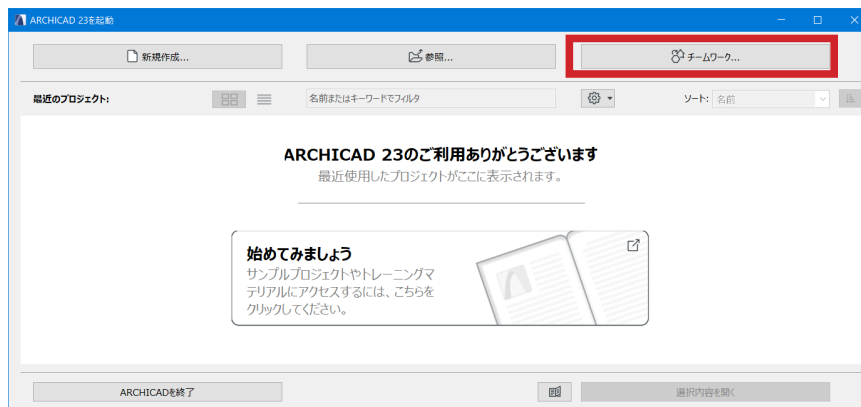 ARCHICAD 23を起動
新規作成...
参照...
チームワーク...
最近のプロジェクト:
名前またはキーワードでフィルタ
ソート: 名前
ARCHICAD 23のご利用ありがとうございます
最近使用したプロジェクトがここに表示されます。
始めてみましょう
サンプルプロジェクトやトレーニングマ
テリアルにアクセスするには、こちらを
クリックしてください。
ARCHICADを終了
選択内容を開く